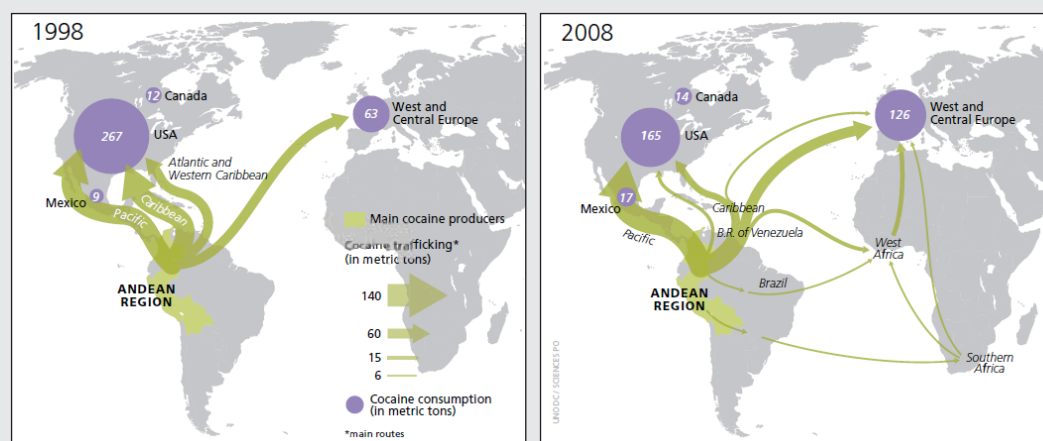 1998
12 Canada
267
USA
63
West and
Central Europe
Atlantic and
Western Caribbean
Mexico
9
Pacific
Caribbean
Main cocaine producers
Cocaine trafficking*
(in metric tons)
ANDEAN
REGION
140
60
15
6
Cocaine consumption
(in metric tons)
*main routes
2008
14 Canada
165
USA
126
West and
Central Europe
Mexico
17
Pacific
Caribbean
B.R. of Venezuela
West
Africa
Brazil
ANDEAN
REGION
Southern
Africa
UNODC / SCIENCES PO